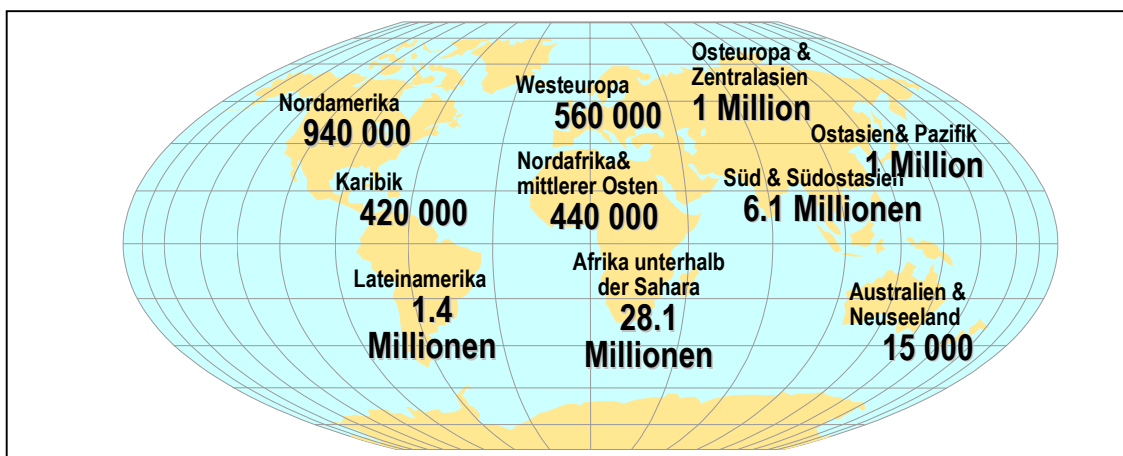 Osteuropa &
Zentralasien
1 Million
Westeuropa
560 000
Nordamerika
940 000
Ostasien& Pazifik
1 Million
Nordafrika&
mittlerer Osten
440 000
Süd & Südostasien
6.1 Millionen
Karibik
420 000
Afrika unterhalb
der Sahara
28.1
Millionen
Lateinamerika
1.4
Millionen
Australien &
Neuseeland
15 000